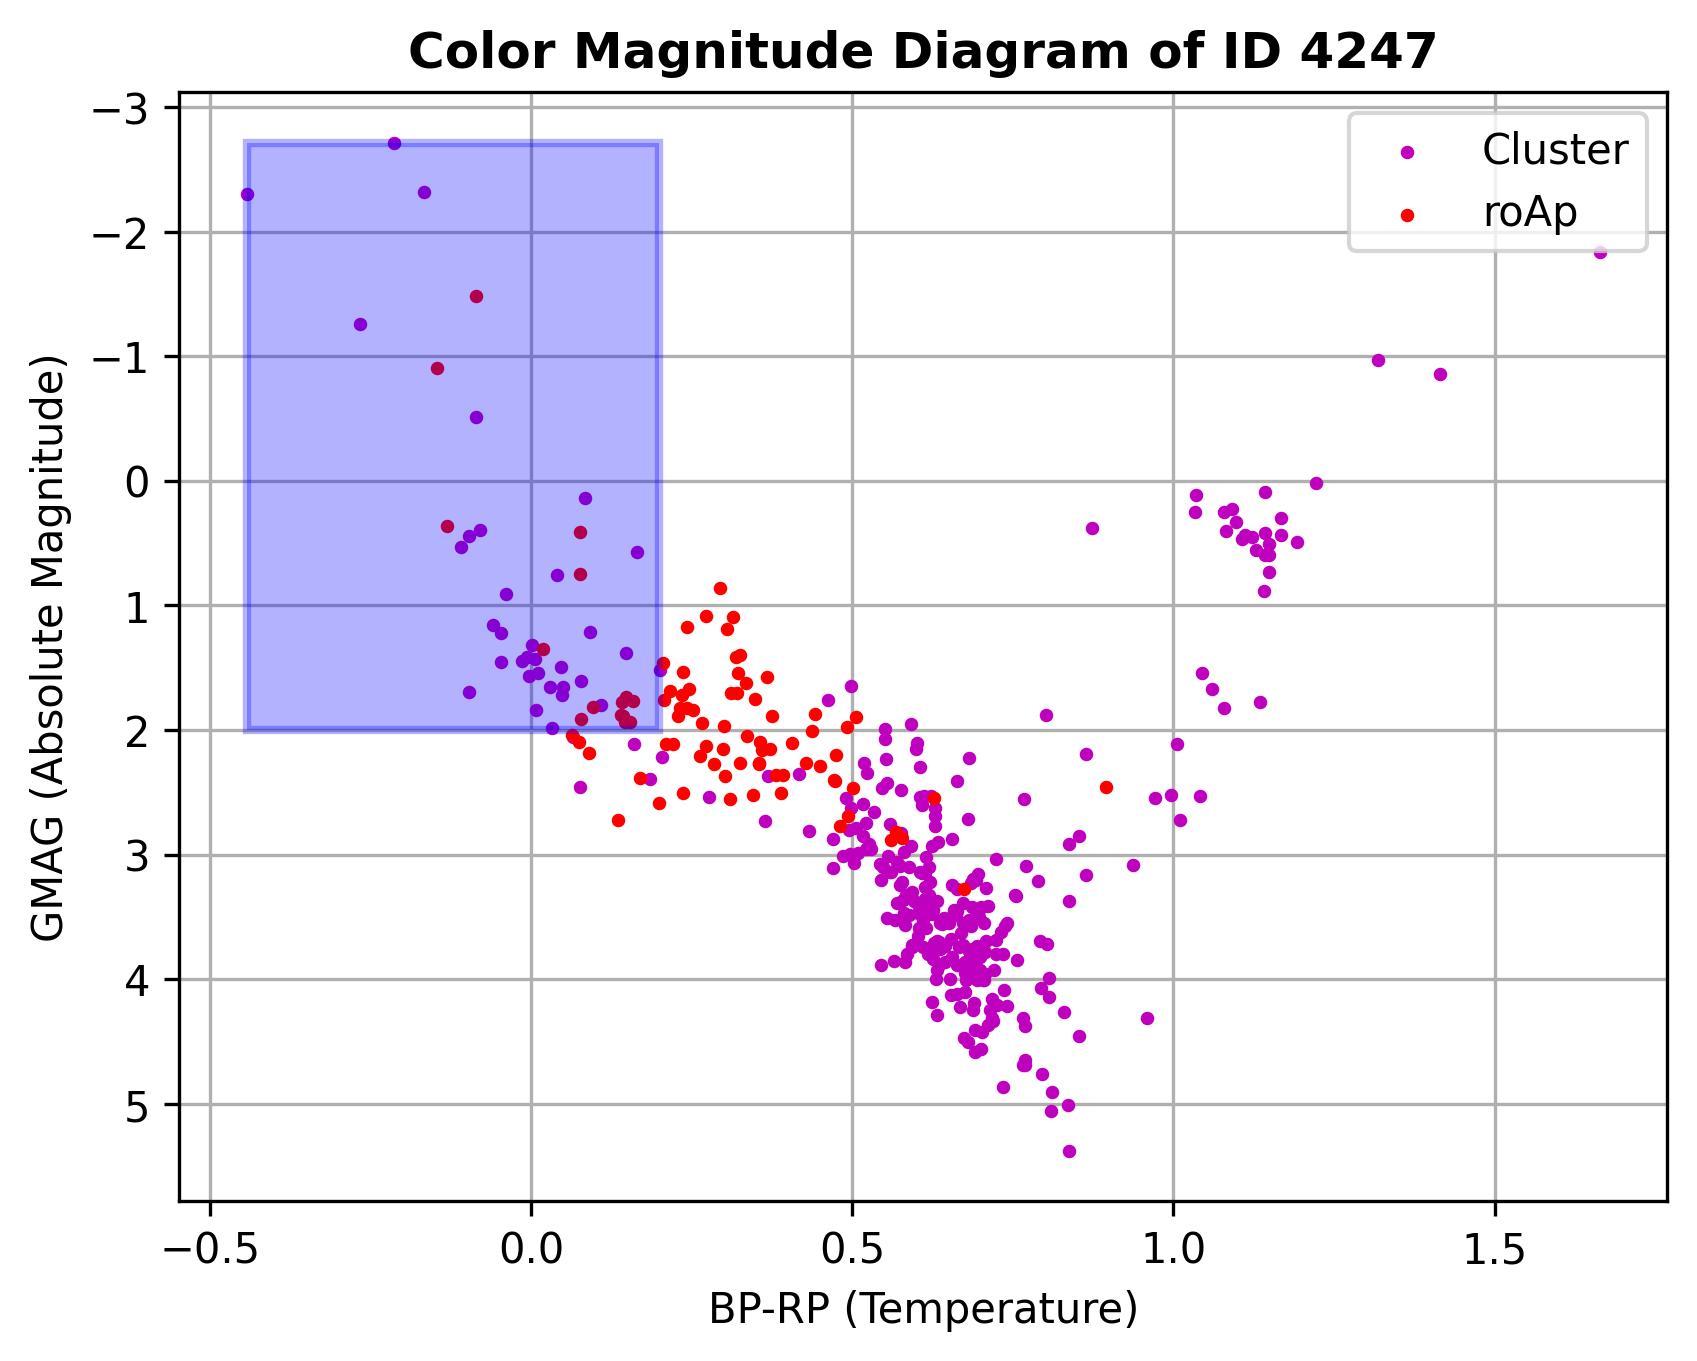 Color Magnitude Diagram of ID 4247
Cluster
roAp
−3
−2
−1
0
1
2
3
4
5
GMAG (Absolute Magnitude)
−0.5 0.0 0.5 1.0 1.5
BP-RP (Temperature)